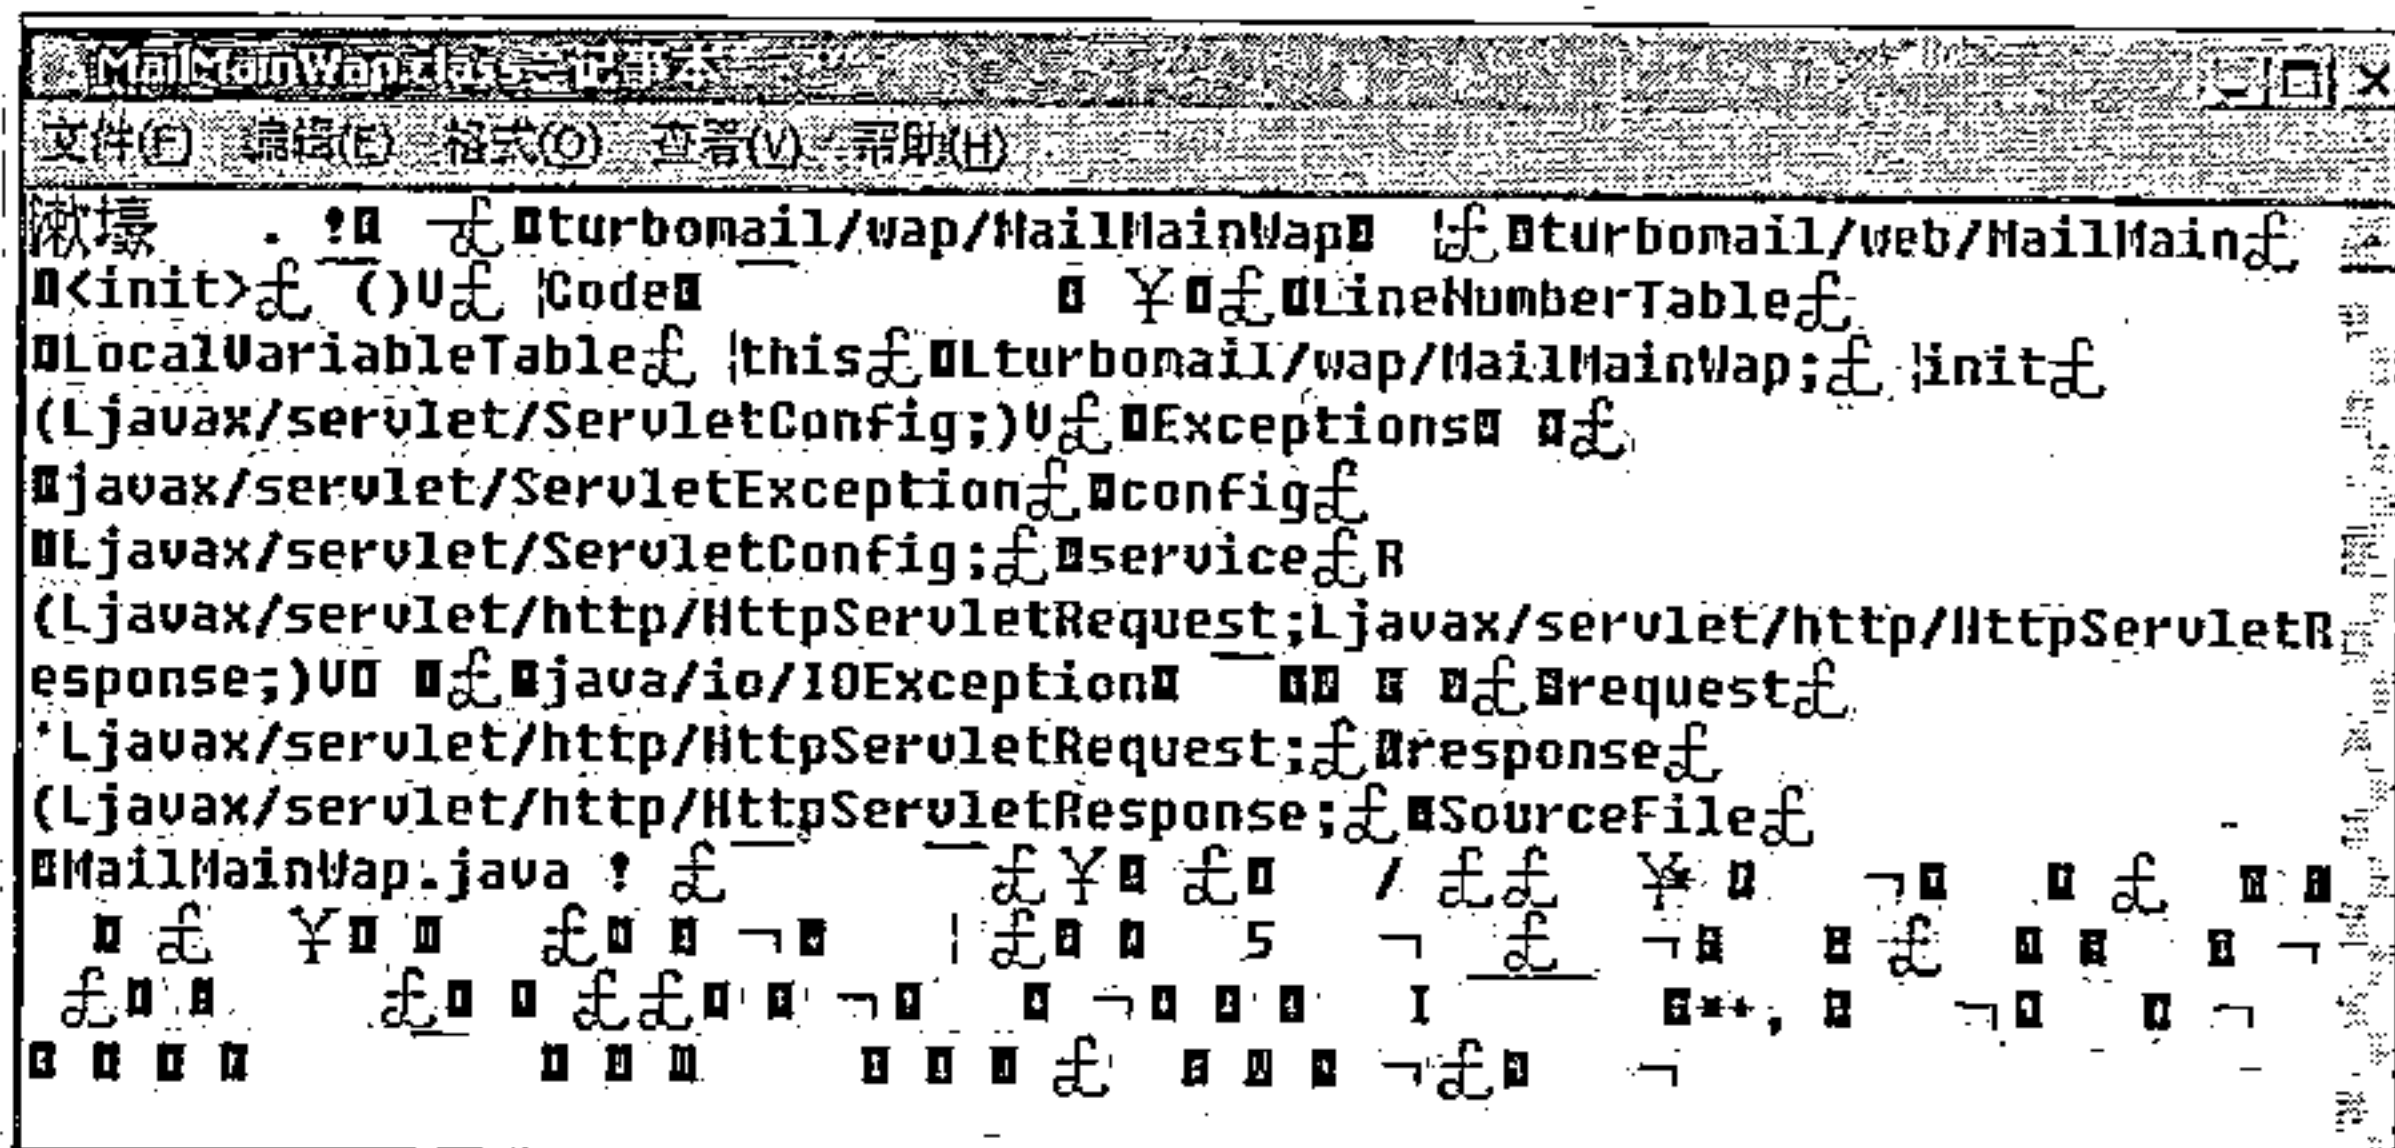 MailMainWap.class - 记事本
文件(F) 编辑(E) 格式(O) 查看(V) 帮助(H)
漱壕 . ! ¬£ turbomail/wap/MailMainWap ¦£ turbomail/web/MailMain£
<init>£ ()V£ ¦Code ¥ £ LineNumberTable£
LocalVariableTable£ ¦this£ Lturbomail/wap/MailMainWap;£ ¦init£
(Ljavax/servlet/ServletConfig;)V£ Exceptions £
javax/servlet/ServletException£ config£
Ljavax/servlet/ServletConfig;£ service£R
(Ljavax/servlet/http/HttpServletRequest;Ljavax/servlet/http/HttpServletR
esponse;)V £ java/io/IOException £ request£
'Ljavax/servlet/http/HttpServletRequest;£ response£
(Ljavax/servlet/http/HttpServletResponse;£ SourceFile£
MailMainWap.java ! £ £¥ £ / ££ ¥* ¬ £
£ ¥ £ ¬ ¦£ 5 ¬ £ ¬ £ ¬
£ £ ££ ¬ ¬ I *+, ¬ ¬
£ ¬£ ¬